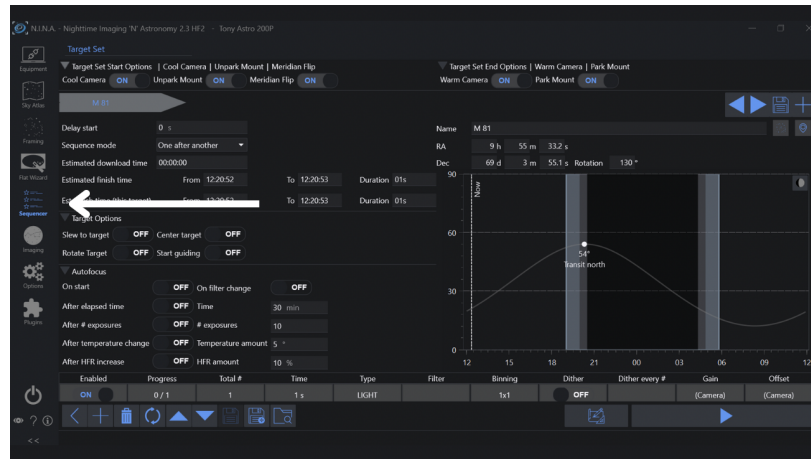 N.I.N.A. - Nighttime Imaging 'N' Astronomy 2.3 HF2 - Tony Astro 200P
Equipment
Sky Atlas
Framing
Flat Wizard
Sequencer
Imaging
Options
Plugins
<<
Target Set
Target Set Start Options | Cool Camera | Unpark Mount | Meridian Flip
Cool Camera ON Unpark Mount ON Meridian Flip ON
Target Set End Options | Warm Camera | Park Mount
Warm Camera ON Park Mount ON
M 81
Delay start 0 s
Sequence mode One after another
Estimated download time 00:00:00
Estimated finish time From 12:20:52 To 12:20:53 Duration 01s
To 12:20:53 Duration 01s
Target Options
Slew to target OFF Center target OFF
Rotate Target OFF Start guiding OFF
Autofocus
On start OFF On filter change OFF
After elapsed time OFF Time 30 min
After # exposures OFF # exposures 10
After temperature change OFF Temperature amount 5 °
After HFR increase OFF HFR amount 10 %
Name M 81
RA 9 h 55 m 33.2 s
Dec 69 d 3 m 55.1 s Rotation 130 °
90
Now
60
54°
Transit north
30
0
12 15 18 21 00 03 06 09 12
Enabled Progress Total # Time Type Filter Binning Dither Dither every # Gain Offset
ON 0 / 1 1 1 s LIGHT 1x1 OFF (Camera) (Camera)